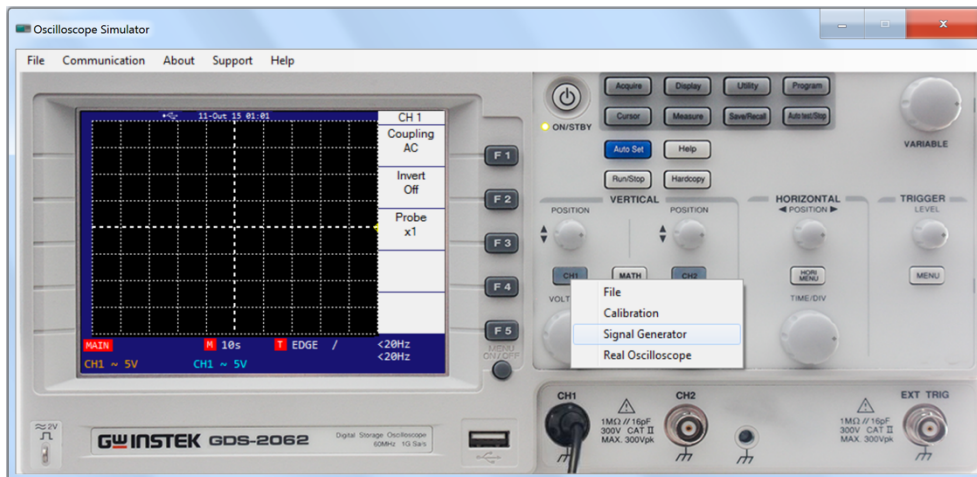 Oscilloscope Simulator
File Communication About Support Help
11-Out 15 01:01
CH 1
Coupling
AC
Invert
Off
Probe
x1
MAIN
M 10s
T EDGE /
<20Hz
<20Hz
CH1 ~ 5V
CH1 ~ 5V
F 1
F 2
F 3
F 4
F 5
MENU
ON/OFF
ON/STBY
Acquire Display Utility Program
Cursor Measure Save/Recall Auto test/Stop
Auto Set Help
Run/Stop Hardcopy
VARIABLE
VERTICAL
HORIZONTAL
TRIGGER
POSITION
POSITION
◄ POSITION ►
LEVEL
CH1 MATH CH2
HORI
MENU
MENU
VOLT
TIME/DIV
File
Calibration
Signal Generator
Real Oscilloscope
CH1
CH2
EXT TRIG
1MΩ // 16pF
300V CAT II
MAX. 300Vpk
1MΩ // 16pF
300V CAT II
MAX. 300Vpk
≈2V
GW INSTEK GDS-2062
Digital Storage Oscilloscope
60MHz 1G Sa/s